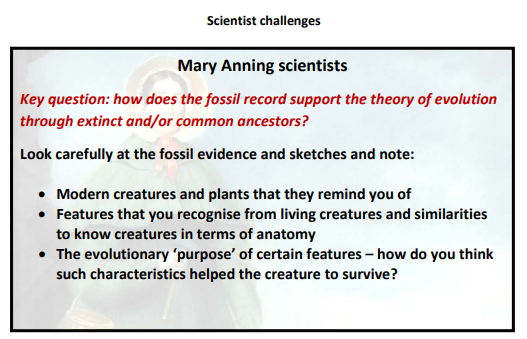 Scientist challenges
Mary Anning scientists
Key question: how does the fossil record support the theory of evolution
through extinct and/or common ancestors?
Look carefully at the fossil evidence and sketches and note:
• Modern creatures and plants that they remind you of
• Features that you recognise from living creatures and similarities
to know creatures in terms of anatomy
• The evolutionary ‘purpose’ of certain features – how do you think
such characteristics helped the creature to survive?